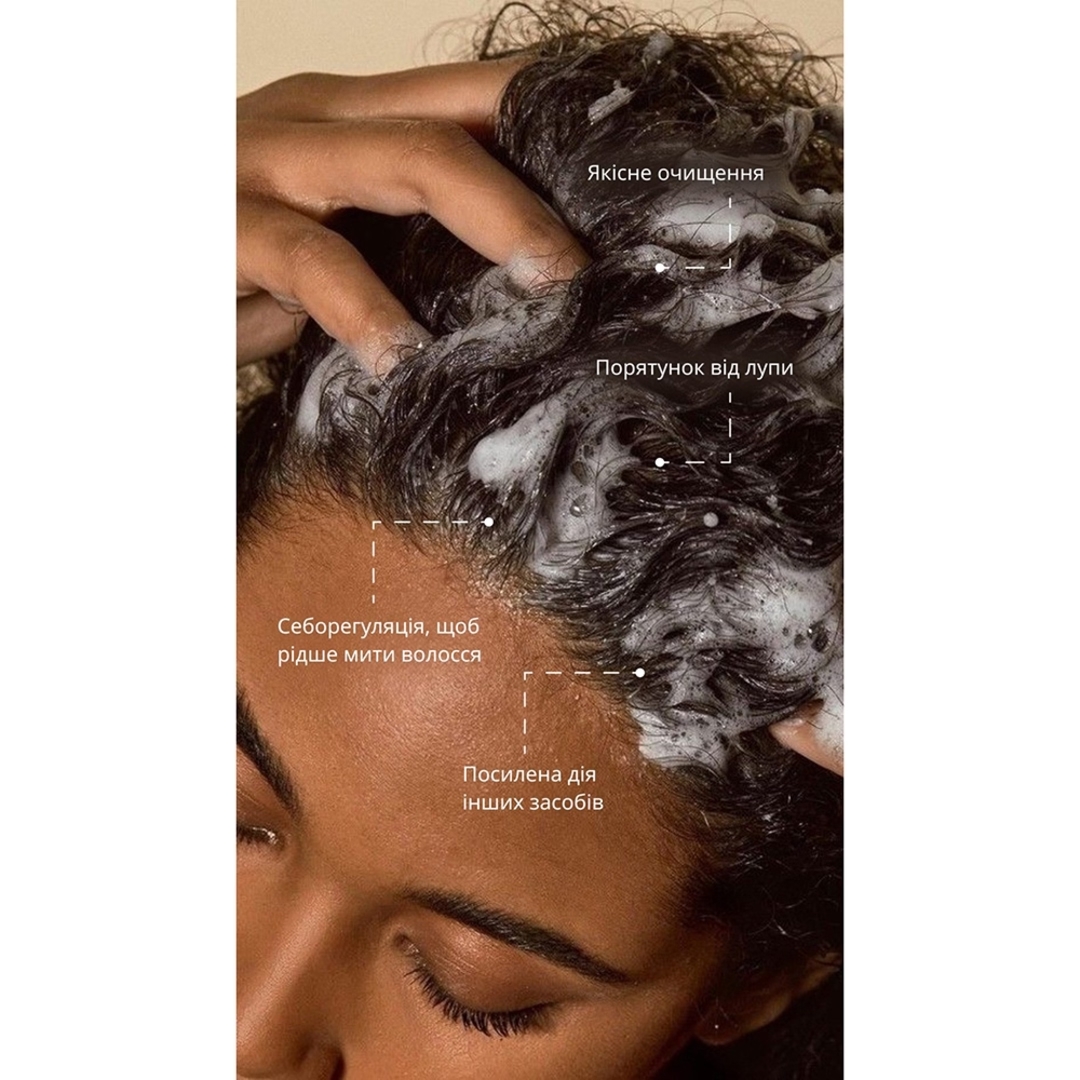 Якісне очищення
Порятунок від лупи
Себорегуляція, щоб
рідше мити волосся
Посилена дія
інших засобів